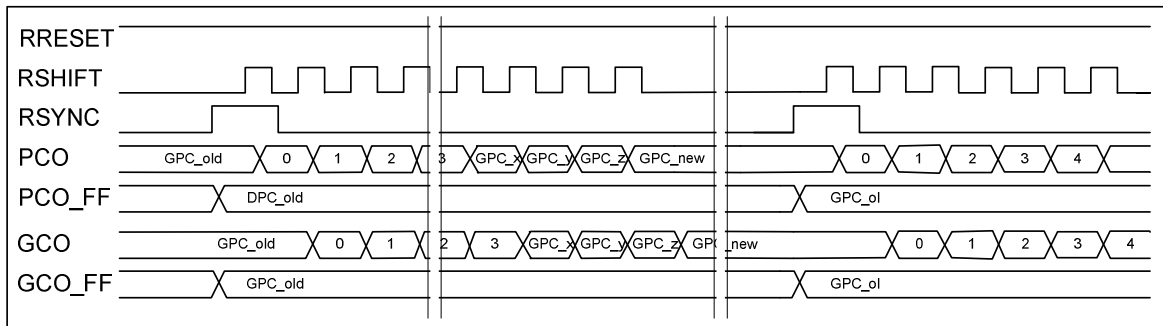 RRESET
RSHIFT
RSYNC
PCO GPC_old 0 1 2 3 GPC_x GPC_y GPC_z GPC_new 0 1 2 3 4
PCO_FF DPC_old GPC_ol
GCO GPC_old 0 1 2 3 GPC_x GPC_y GPC_z GPC_new 0 1 2 3 4
GCO_FF GPC_old GPC_ol